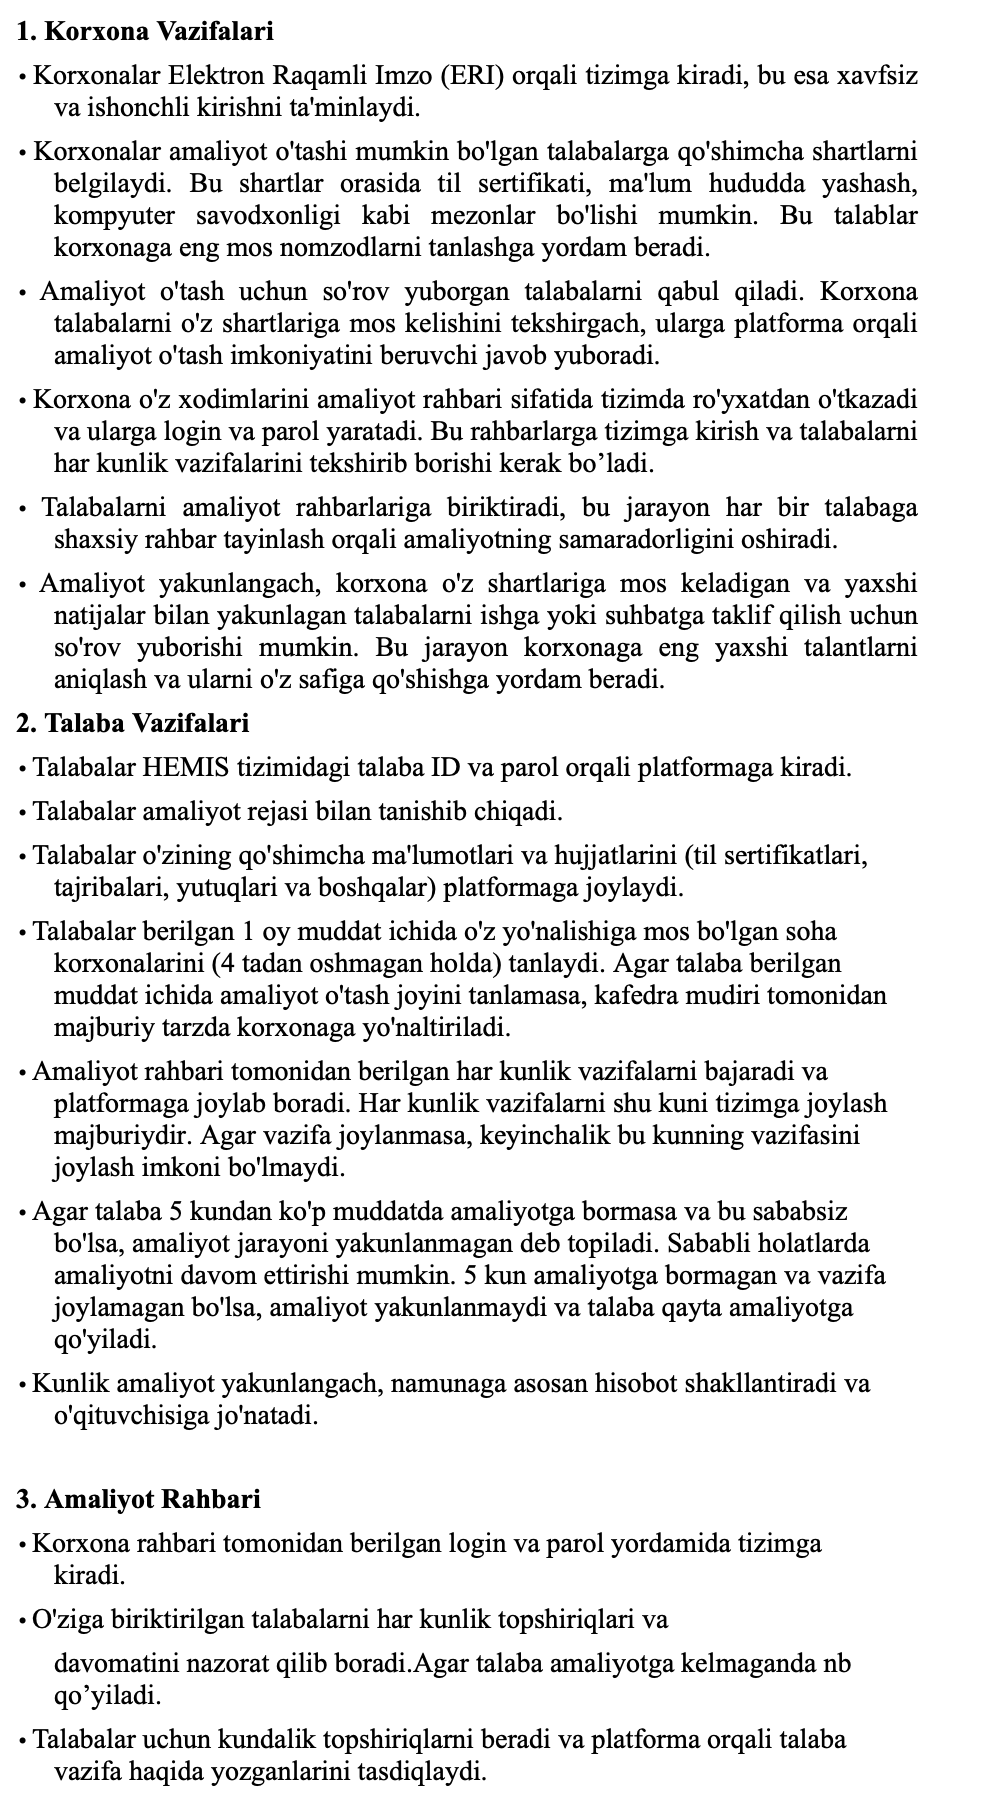 1. Korxona Vazifalari
• Korxonalar Elektron Raqamli Imzo (ERI) orqali tizimga kiradi, bu esa xavfsiz
va ishonchli kirishni ta'minlaydi.
• Korxonalar amaliyot o'tashi mumkin bo'lgan talabalarga qo'shimcha shartlarni
belgilaydi. Bu shartlar orasida til sertifikati, ma'lum hududda yashash,
kompyuter savodxonligi kabi mezonlar bo'lishi mumkin. Bu talablar
korxonaga eng mos nomzodlarni tanlashga yordam beradi.
• Amaliyot o'tash uchun so'rov yuborgan talabalarni qabul qiladi. Korxona
talabalarni o'z shartlariga mos kelishini tekshirgach, ularga platforma orqali
amaliyot o'tash imkoniyatini beruvchi javob yuboradi.
• Korxona o'z xodimlarini amaliyot rahbari sifatida tizimda ro'yxatdan o'tkazadi
va ularga login va parol yaratadi. Bu rahbarlarga tizimga kirish va talabalarni
har kunlik vazifalarini tekshirib borishi kerak bo’ladi.
• Talabalarni amaliyot rahbarlariga biriktiradi, bu jarayon har bir talabaga
shaxsiy rahbar tayinlash orqali amaliyotning samaradorligini oshiradi.
• Amaliyot yakunlangach, korxona o'z shartlariga mos keladigan va yaxshi
natijalar bilan yakunlagan talabalarni ishga yoki suhbatga taklif qilish uchun
so'rov yuborishi mumkin. Bu jarayon korxonaga eng yaxshi talantlarni
aniqlash va ularni o'z safiga qo'shishga yordam beradi.
2. Talaba Vazifalari
• Talabalar HEMIS tizimidagi talaba ID va parol orqali platformaga kiradi.
• Talabalar amaliyot rejasi bilan tanishib chiqadi.
• Talabalar o'zining qo'shimcha ma'lumotlari va hujjatlarini (til sertifikatlari,
tajribalari, yutuqlari va boshqalar) platformaga joylaydi.
• Talabalar berilgan 1 oy muddat ichida o'z yo'nalishiga mos bo'lgan soha
korxonalarini (4 tadan oshmagan holda) tanlaydi. Agar talaba berilgan
muddat ichida amaliyot o'tash joyini tanlamasa, kafedra mudiri tomonidan
majburiy tarzda korxonaga yo'naltiriladi.
• Amaliyot rahbari tomonidan berilgan har kunlik vazifalarni bajaradi va
platformaga joylab boradi. Har kunlik vazifalarni shu kuni tizimga joylash
majburiydir. Agar vazifa joylanmasa, keyinchalik bu kunning vazifasini
joylash imkoni bo'lmaydi.
• Agar talaba 5 kundan ko'p muddatda amaliyotga bormasa va bu sababsiz
bo'lsa, amaliyot jarayoni yakunlanmagan deb topiladi. Sababli holatlarda
amaliyotni davom ettirishi mumkin. 5 kun amaliyotga bormagan va vazifa
joylamagan bo'lsa, amaliyot yakunlanmaydi va talaba qayta amaliyotga
qo'yiladi.
• Kunlik amaliyot yakunlangach, namunaga asosan hisobot shakllantiradi va
o'qituvchisiga jo'natadi.
3. Amaliyot Rahbari
• Korxona rahbari tomonidan berilgan login va parol yordamida tizimga
kiradi.
• O'ziga biriktirilgan talabalarni har kunlik topshiriqlari va
davomatini nazorat qilib boradi.Agar talaba amaliyotga kelmaganda nb
qo’yiladi.
• Talabalar uchun kundalik topshiriqlarni beradi va platforma orqali talaba
vazifa haqida yozganlarini tasdiqlaydi.